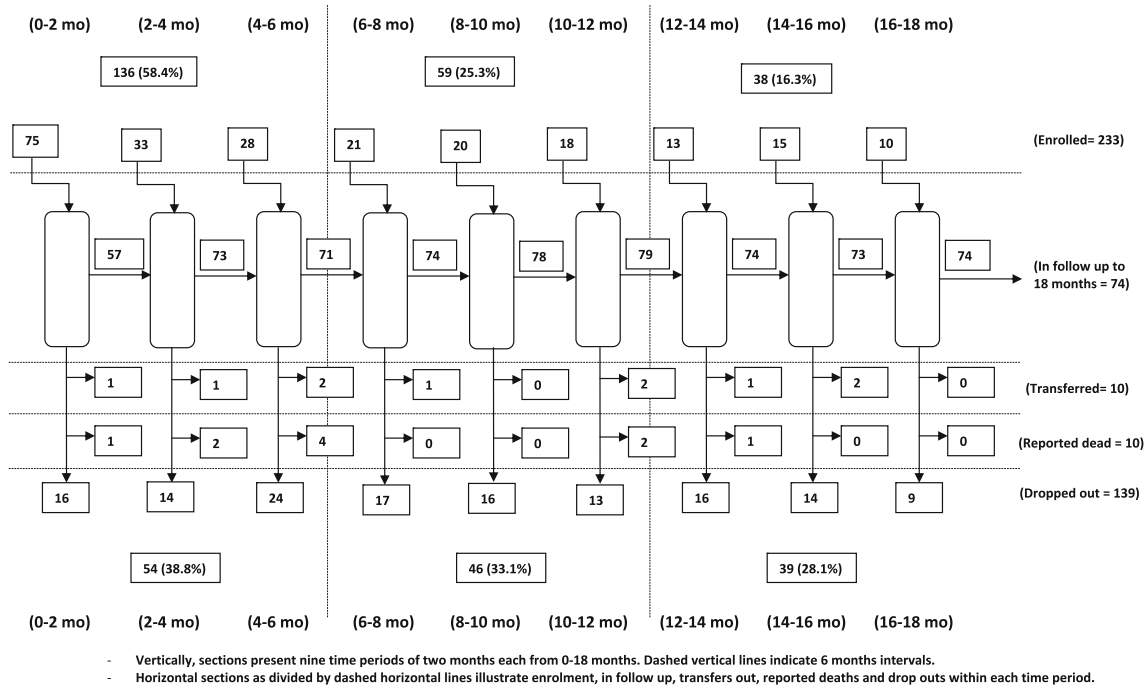 (0-2 mo) (2-4 mo) (4-6 mo) (6-8 mo) (8-10 mo) (10-12 mo) (12-14 mo) (14-16 mo) (16-18 mo)
136 (58.4%) 59 (25.3%) 38 (16.3%)
75 33 28 21 20 18 13 15 10 (Enrolled= 233)
57 73 71 74 78 79 74 73 74 (In follow up to
18 months = 74)
1 1 2 1 0 2 1 2 0 (Transferred= 10)
1 2 4 0 0 2 1 0 0 (Reported dead = 10)
16 14 24 17 16 13 16 14 9 (Dropped out = 139)
54 (38.8%) 46 (33.1%) 39 (28.1%)
(0-2 mo) (2-4 mo) (4-6 mo) (6-8 mo) (8-10 mo) (10-12 mo) (12-14 mo) (14-16 mo) (16-18 mo)
- Vertically, sections present nine time periods of two months each from 0-18 months. Dashed vertical lines indicate 6 months intervals.
- Horizontal sections as divided by dashed horizontal lines illustrate enrolment, in follow up, transfers out, reported deaths and drop outs within each time period.